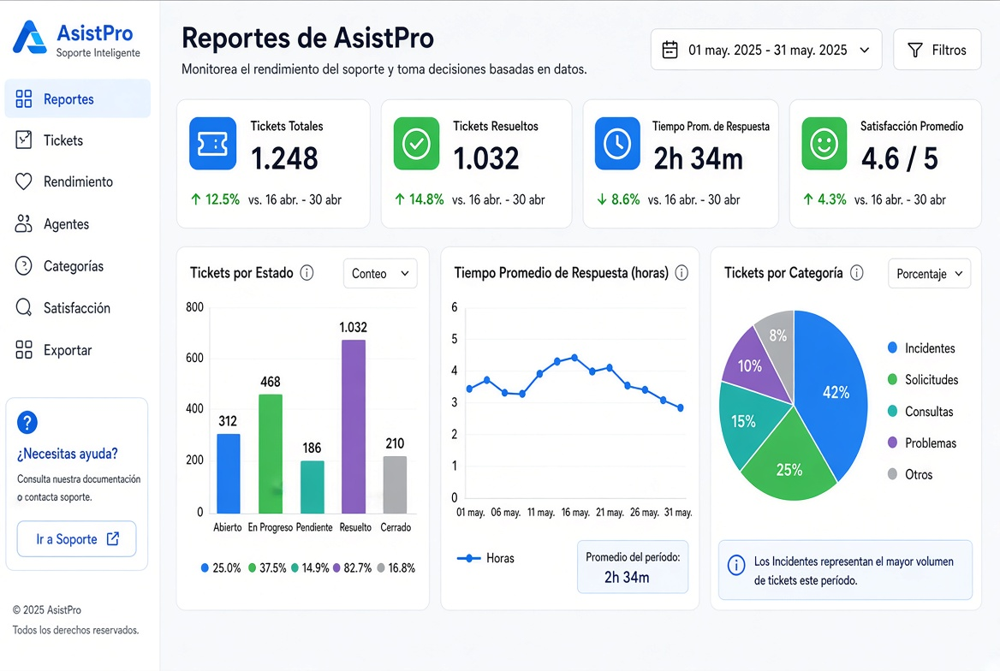 AsistPro
Soporte Inteligente
Reportes
Tickets
Rendimiento
Agentes
Categorías
Satisfacción
Exportar
?
¿Necesitas ayuda?
Consulta nuestra documentación
o contacta soporte.
Ir a Soporte
© 2025 AsistPro
Todos los derechos reservados.
Reportes de AsistPro
Monitorea el rendimiento del soporte y toma decisiones basadas en datos.
01 may. 2025 - 31 may. 2025
Filtros
Tickets Totales
1.248
↑ 12.5% vs. 16 abr. - 30 abr
Tickets Resueltos
1.032
↑ 14.8% vs. 16 abr. - 30 abr
Tiempo Prom. de Respuesta
2h 34m
↓ 8.6% vs. 16 abr. - 30 abr
Satisfacción Promedio
4.6 / 5
↑ 4.3% vs. 16 abr. - 30 abr
Tickets por Estado
Conteo
800
600
400
200
0
312
468
186
1.032
210
Abierto En Progreso Pendiente Resuelto Cerrado
25.0% 37.5% 14.9% 82.7% 16.8%
Tiempo Promedio de Respuesta (horas)
6
5
4
3
2
1
0
01 may. 06 may. 11 may. 16 may. 21 may. 26 may. 31 may.
Horas
Promedio del período:
2h 34m
Tickets por Categoría
Porcentaje
42%
25%
15%
10%
8%
Incidentes
Solicitudes
Consultas
Problemas
Otros
Los Incidentes representan el mayor volumen
de tickets este período.